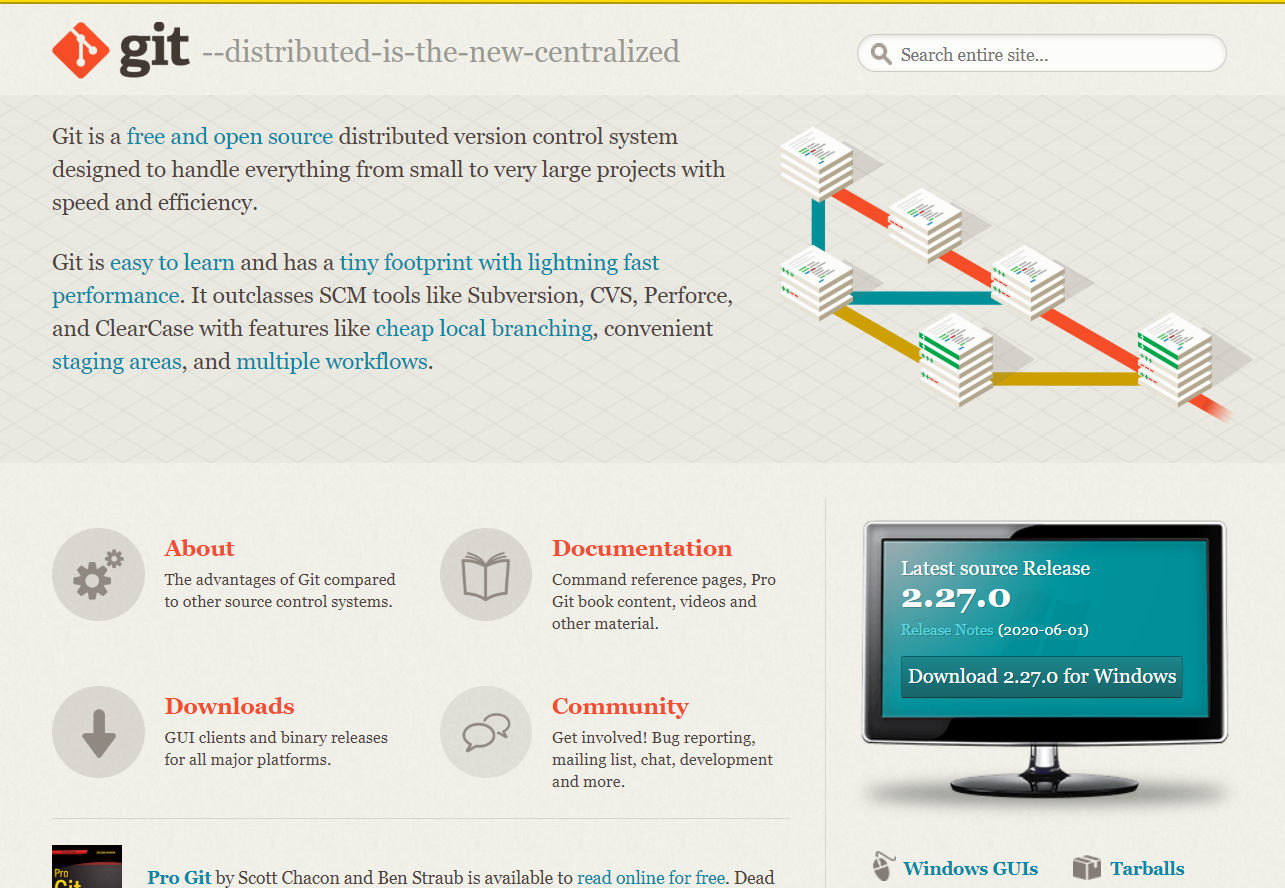 git --distributed-is-the-new-centralized
Search entire site...
Git is a free and open source distributed version control system
designed to handle everything from small to very large projects with
speed and efficiency.
Git is easy to learn and has a tiny footprint with lightning fast
performance. It outclasses SCM tools like Subversion, CVS, Perforce,
and ClearCase with features like cheap local branching, convenient
staging areas, and multiple workflows.
About
The advantages of Git compared
to other source control systems.
Documentation
Command reference pages, Pro
Git book content, videos and
other material.
Downloads
GUI clients and binary releases
for all major platforms.
Community
Get involved! Bug reporting,
mailing list, chat, development
and more.
Pro
Git
Pro Git by Scott Chacon and Ben Straub is available to read online for free. Dead
Latest source Release
2.27.0
Release Notes (2020-06-01)
Download 2.27.0 for Windows
Windows GUIs
Tarballs